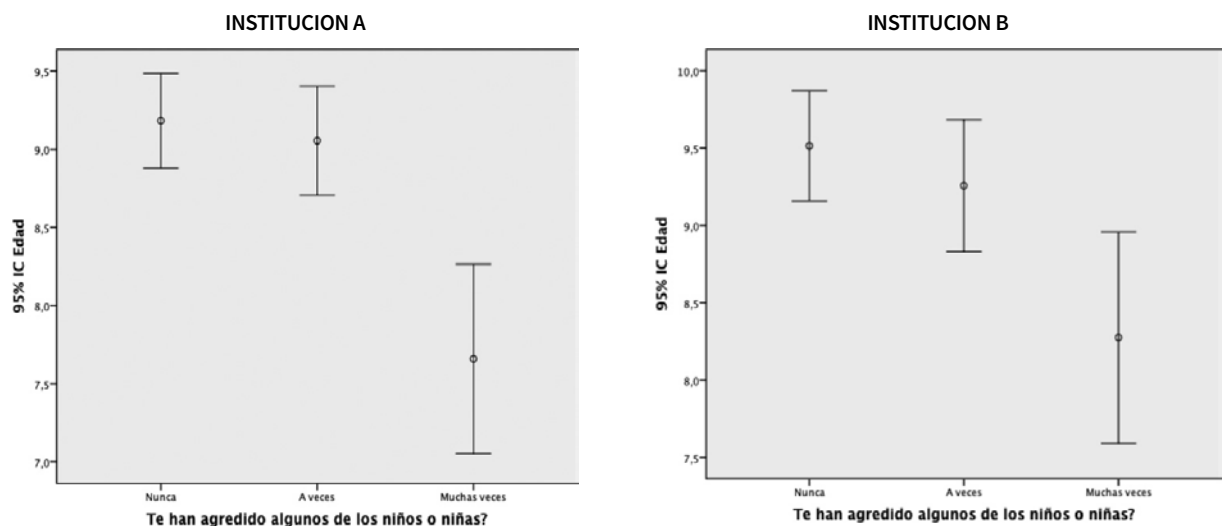 INSTITUCION A
95% IC Edad
9,5
9,0
8,5
8,0
7,5
7,0
Nunca
A veces
Muchas veces
Te han agredido algunos de los niños o niñas?
INSTITUCION B
95% IC Edad
10,0
9,5
9,0
8,5
8,0
7,5
Nunca
A veces
Muchas veces
Te han agredido algunos de los niños o niñas?